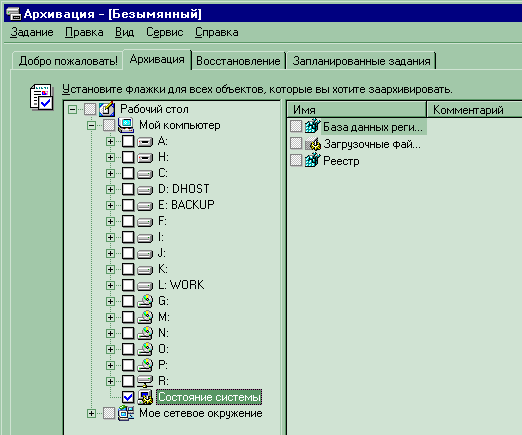 Архивация - [Безымянный]
Задание Правка Вид Сервис Справка
Добро пожаловать! Архивация Восстановление Запланированные задания
Установите флажки для всех объектов, которые вы хотите заархивировать.
Рабочий стол
Мой компьютер
A:
H:
C:
D: DHOST
E: BACKUP
F:
I:
J:
K:
L: WORK
G:
M:
N:
O:
P:
R:
Состояние системы
Мое сетевое окружение
Имя Комментарий
База данных реги...
Загрузочные фай...
Реестр